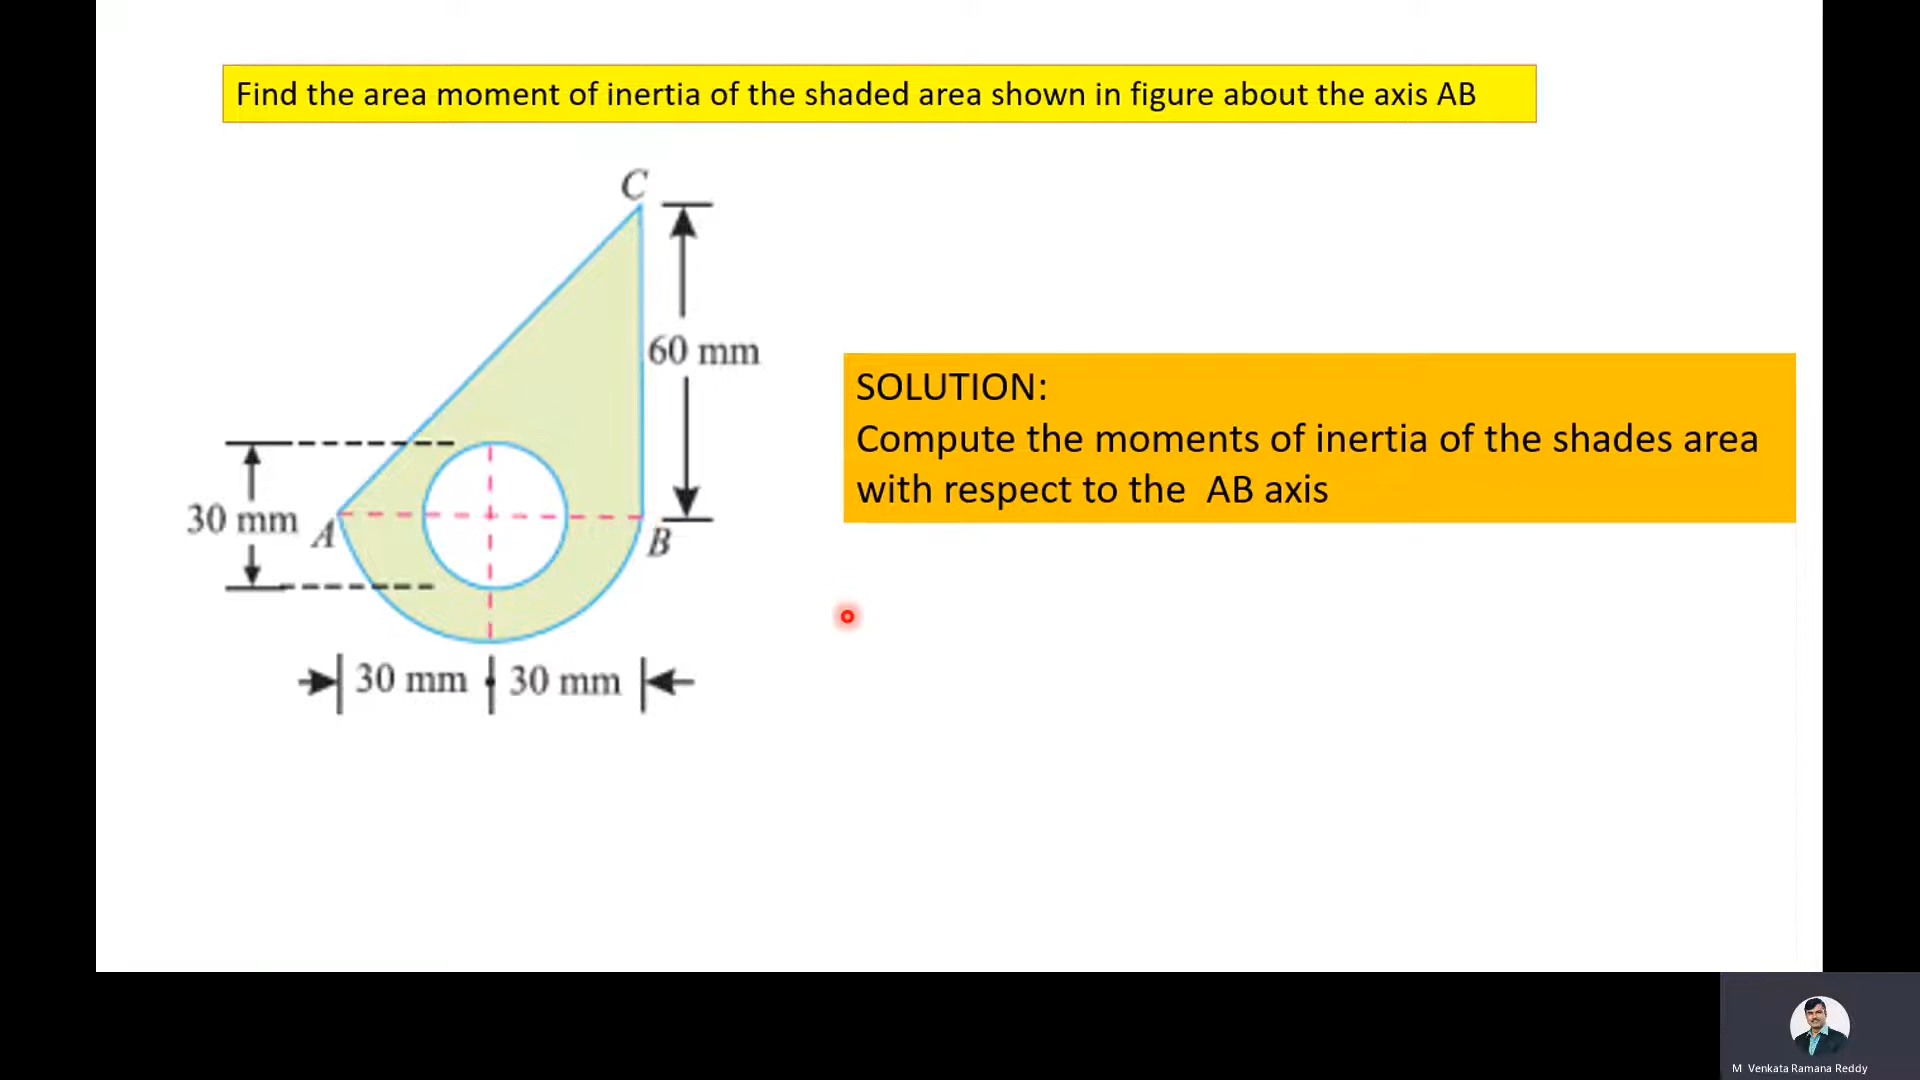 Find the area moment of inertia of the shaded area shown in figure about the axis AB
C
60 mm
SOLUTION:
Compute the moments of inertia of the shades area
with respect to the AB axis
30 mm
A
B
30 mm
30 mm
M Venkata Ramana Reddy